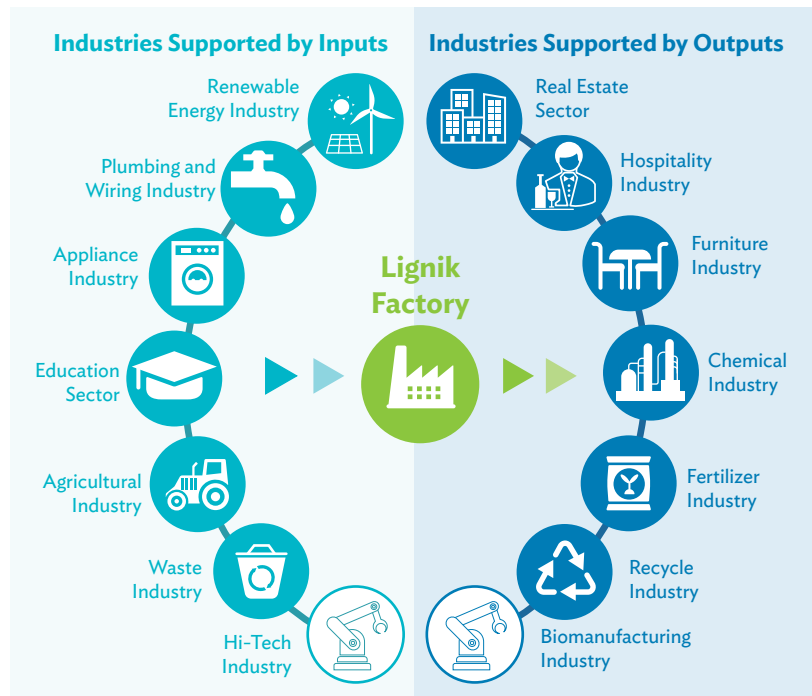 Industries Supported by Inputs
Renewable
Energy Industry
Plumbing and
Wiring Industry
Appliance
Industry
Education
Sector
Agricultural
Industry
Waste
Industry
Hi-Tech
Industry
Lignik
Factory
Industries Supported by Outputs
Real Estate
Sector
Hospitality
Industry
Furniture
Industry
Chemical
Industry
Fertilizer
Industry
Recycle
Industry
Biomanufacturing
Industry